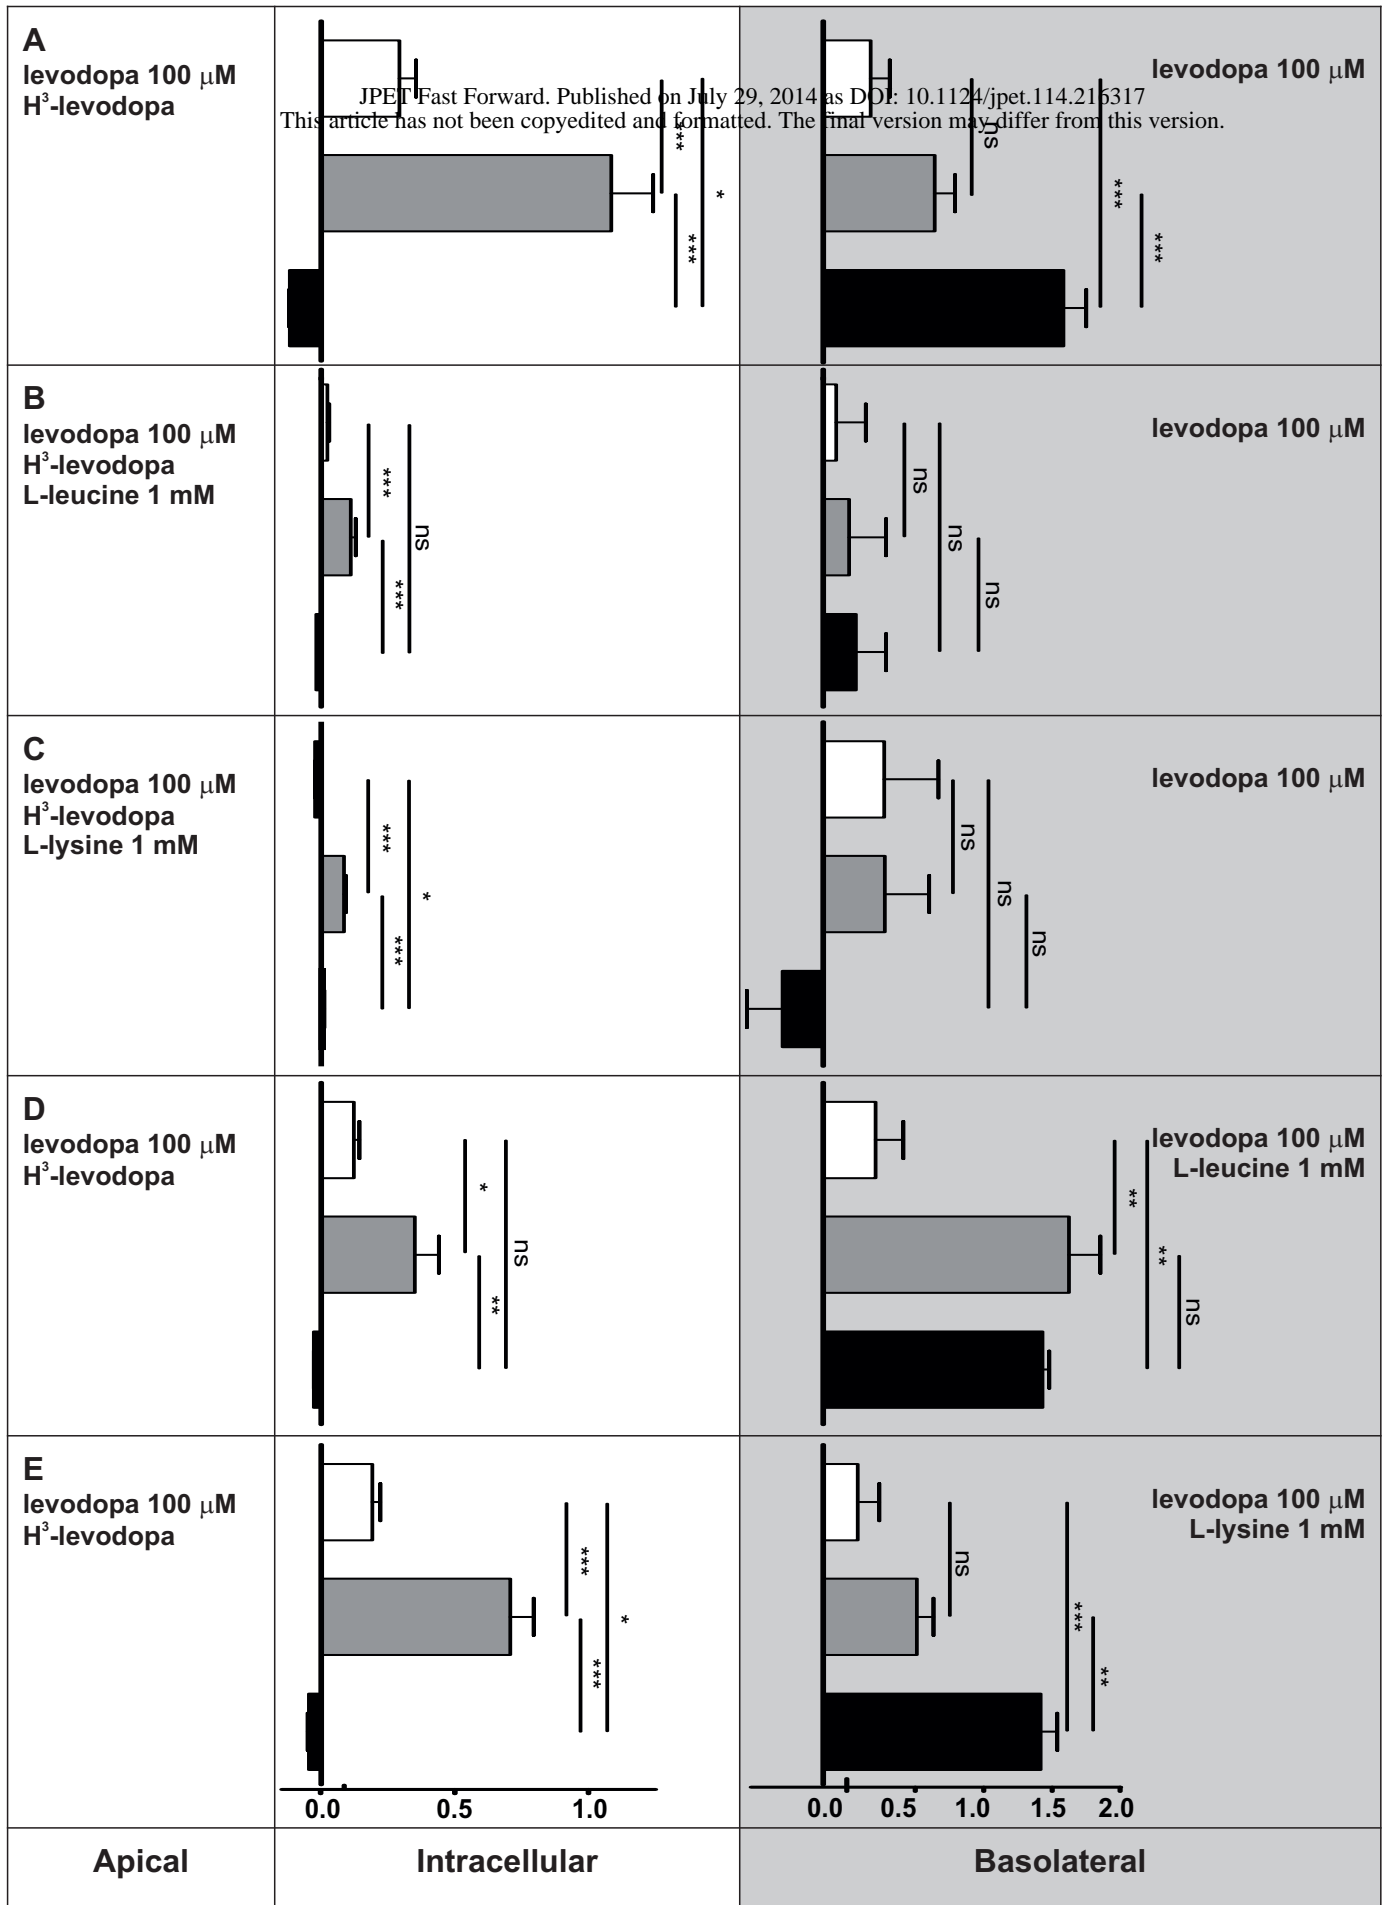 A
levodopa 100 μM
H³-levodopa
levodopa 100 μM
JPET Fast Forward. Published on July 29, 2014 as DOI: 10.1124/jpet.114.216317
This article has not been copyedited and formatted. The final version may differ from this version.
***
***
*
ns
***
***
B
levodopa 100 μM
H³-levodopa
L-leucine 1 mM
levodopa 100 μM
***
***
ns
ns
ns
ns
C
levodopa 100 μM
H³-levodopa
L-lysine 1 mM
levodopa 100 μM
***
***
*
ns
ns
ns
D
levodopa 100 μM
H³-levodopa
levodopa 100 μM
L-leucine 1 mM
*
**
ns
**
**
ns
E
levodopa 100 μM
H³-levodopa
levodopa 100 μM
L-lysine 1 mM
***
***
*
ns
***
**
0.0 0.5 1.0
0.0 0.5 1.0 1.5 2.0
Apical
Intracellular
Basolateral